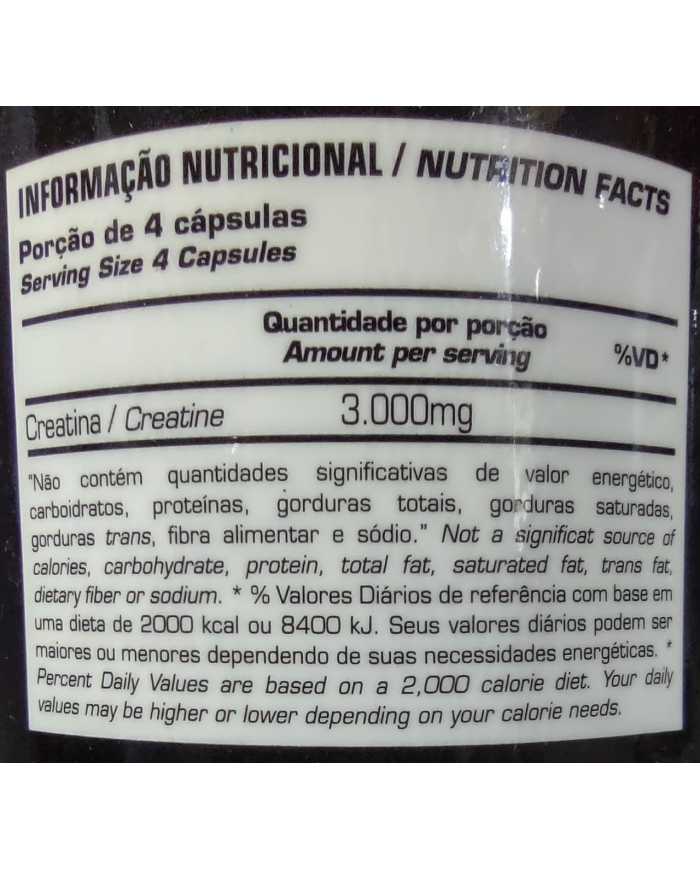 INFORMAÇÃO NUTRICIONAL / NUTRITION FACTS
Porção de 4 cápsulas
Serving Size 4 Capsules
Quantidade por porção
Amount per serving %VD*
Creatina / Creatine 3.000mg
"Não contém quantidades significativas de valor energético,
carboidratos, proteínas, gorduras totais, gorduras saturadas,
gorduras trans, fibra alimentar e sódio." Not a significat source of
calories, carbohydrate, protein, total fat, saturated fat, trans fat,
dietary fiber or sodium. * % Valores Diários de referência com base em
uma dieta de 2000 kcal ou 8400 kJ. Seus valores diários podem ser
maiores ou menores dependendo de suas necessidades energéticas. *
Percent Daily Values are based on a 2,000 calorie diet. Your daily
values may be higher or lower depending on your calorie needs.